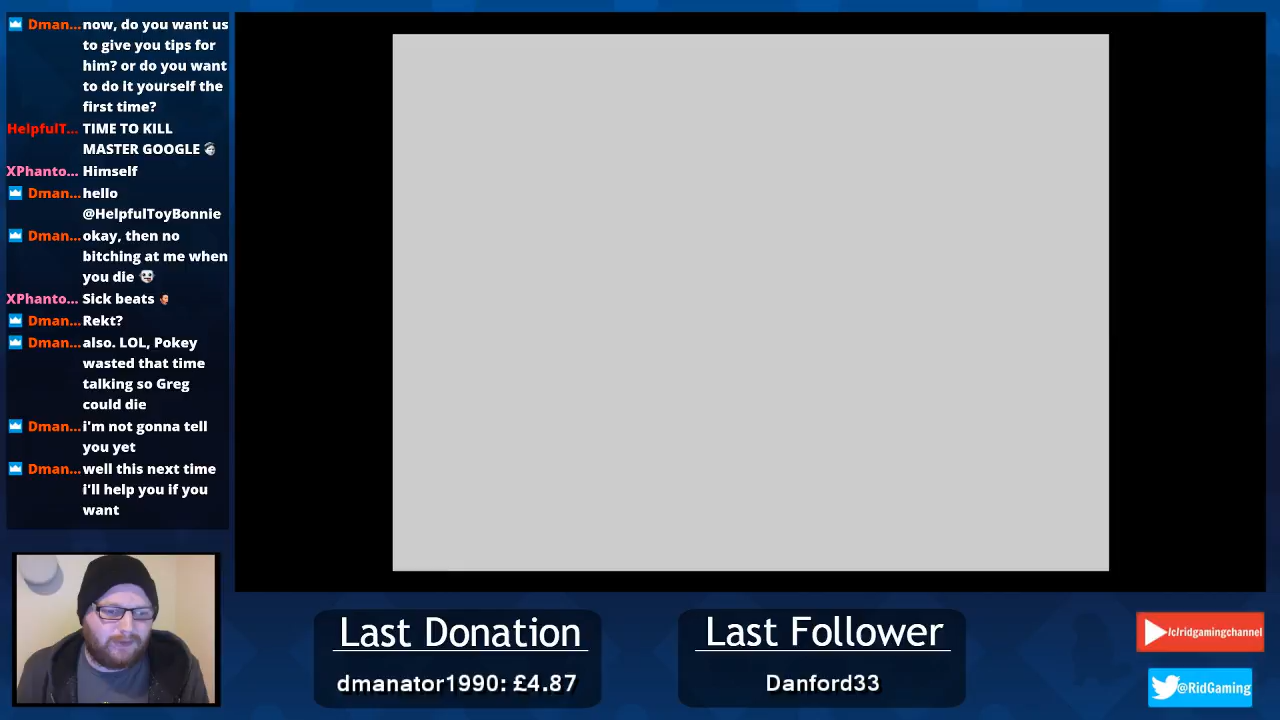 Dman... now, do you want us
to give you tips for
him? or do you want
to do it yourself the
first time?
HelpfulT... TIME TO KILL
MASTER GOOGLE
XPhanto... Himself
Dman... hello
@HelpfulToyBonnie
Dman... okay, then no
bitching at me when
you die
XPhanto... Sick beats
Dman... Rekt?
Dman... also. LOL, Pokey
wasted that time
talking so Greg
could die
Dman... i'm not gonna tell
you yet
Dman... well this next time
i'll help you if you
want
Last Donation
dmanator1990: £4.87
Last Follower
Danford33
/c/ridgamingchannel
@RidGaming